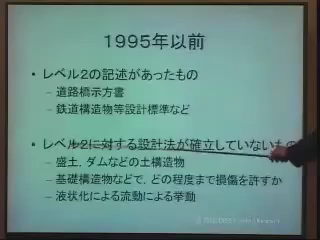 1995年以前
• レベル2の記述があったもの
– 道路橋示方書
– 鉄道構造物等設計標準など
• レベル2に対する設計法が確立していないもの
– 盛土，ダムなどの土構造物
– 基礎構造物などで，どの程度まで損傷を許すか
– 液状化による流動による挙動